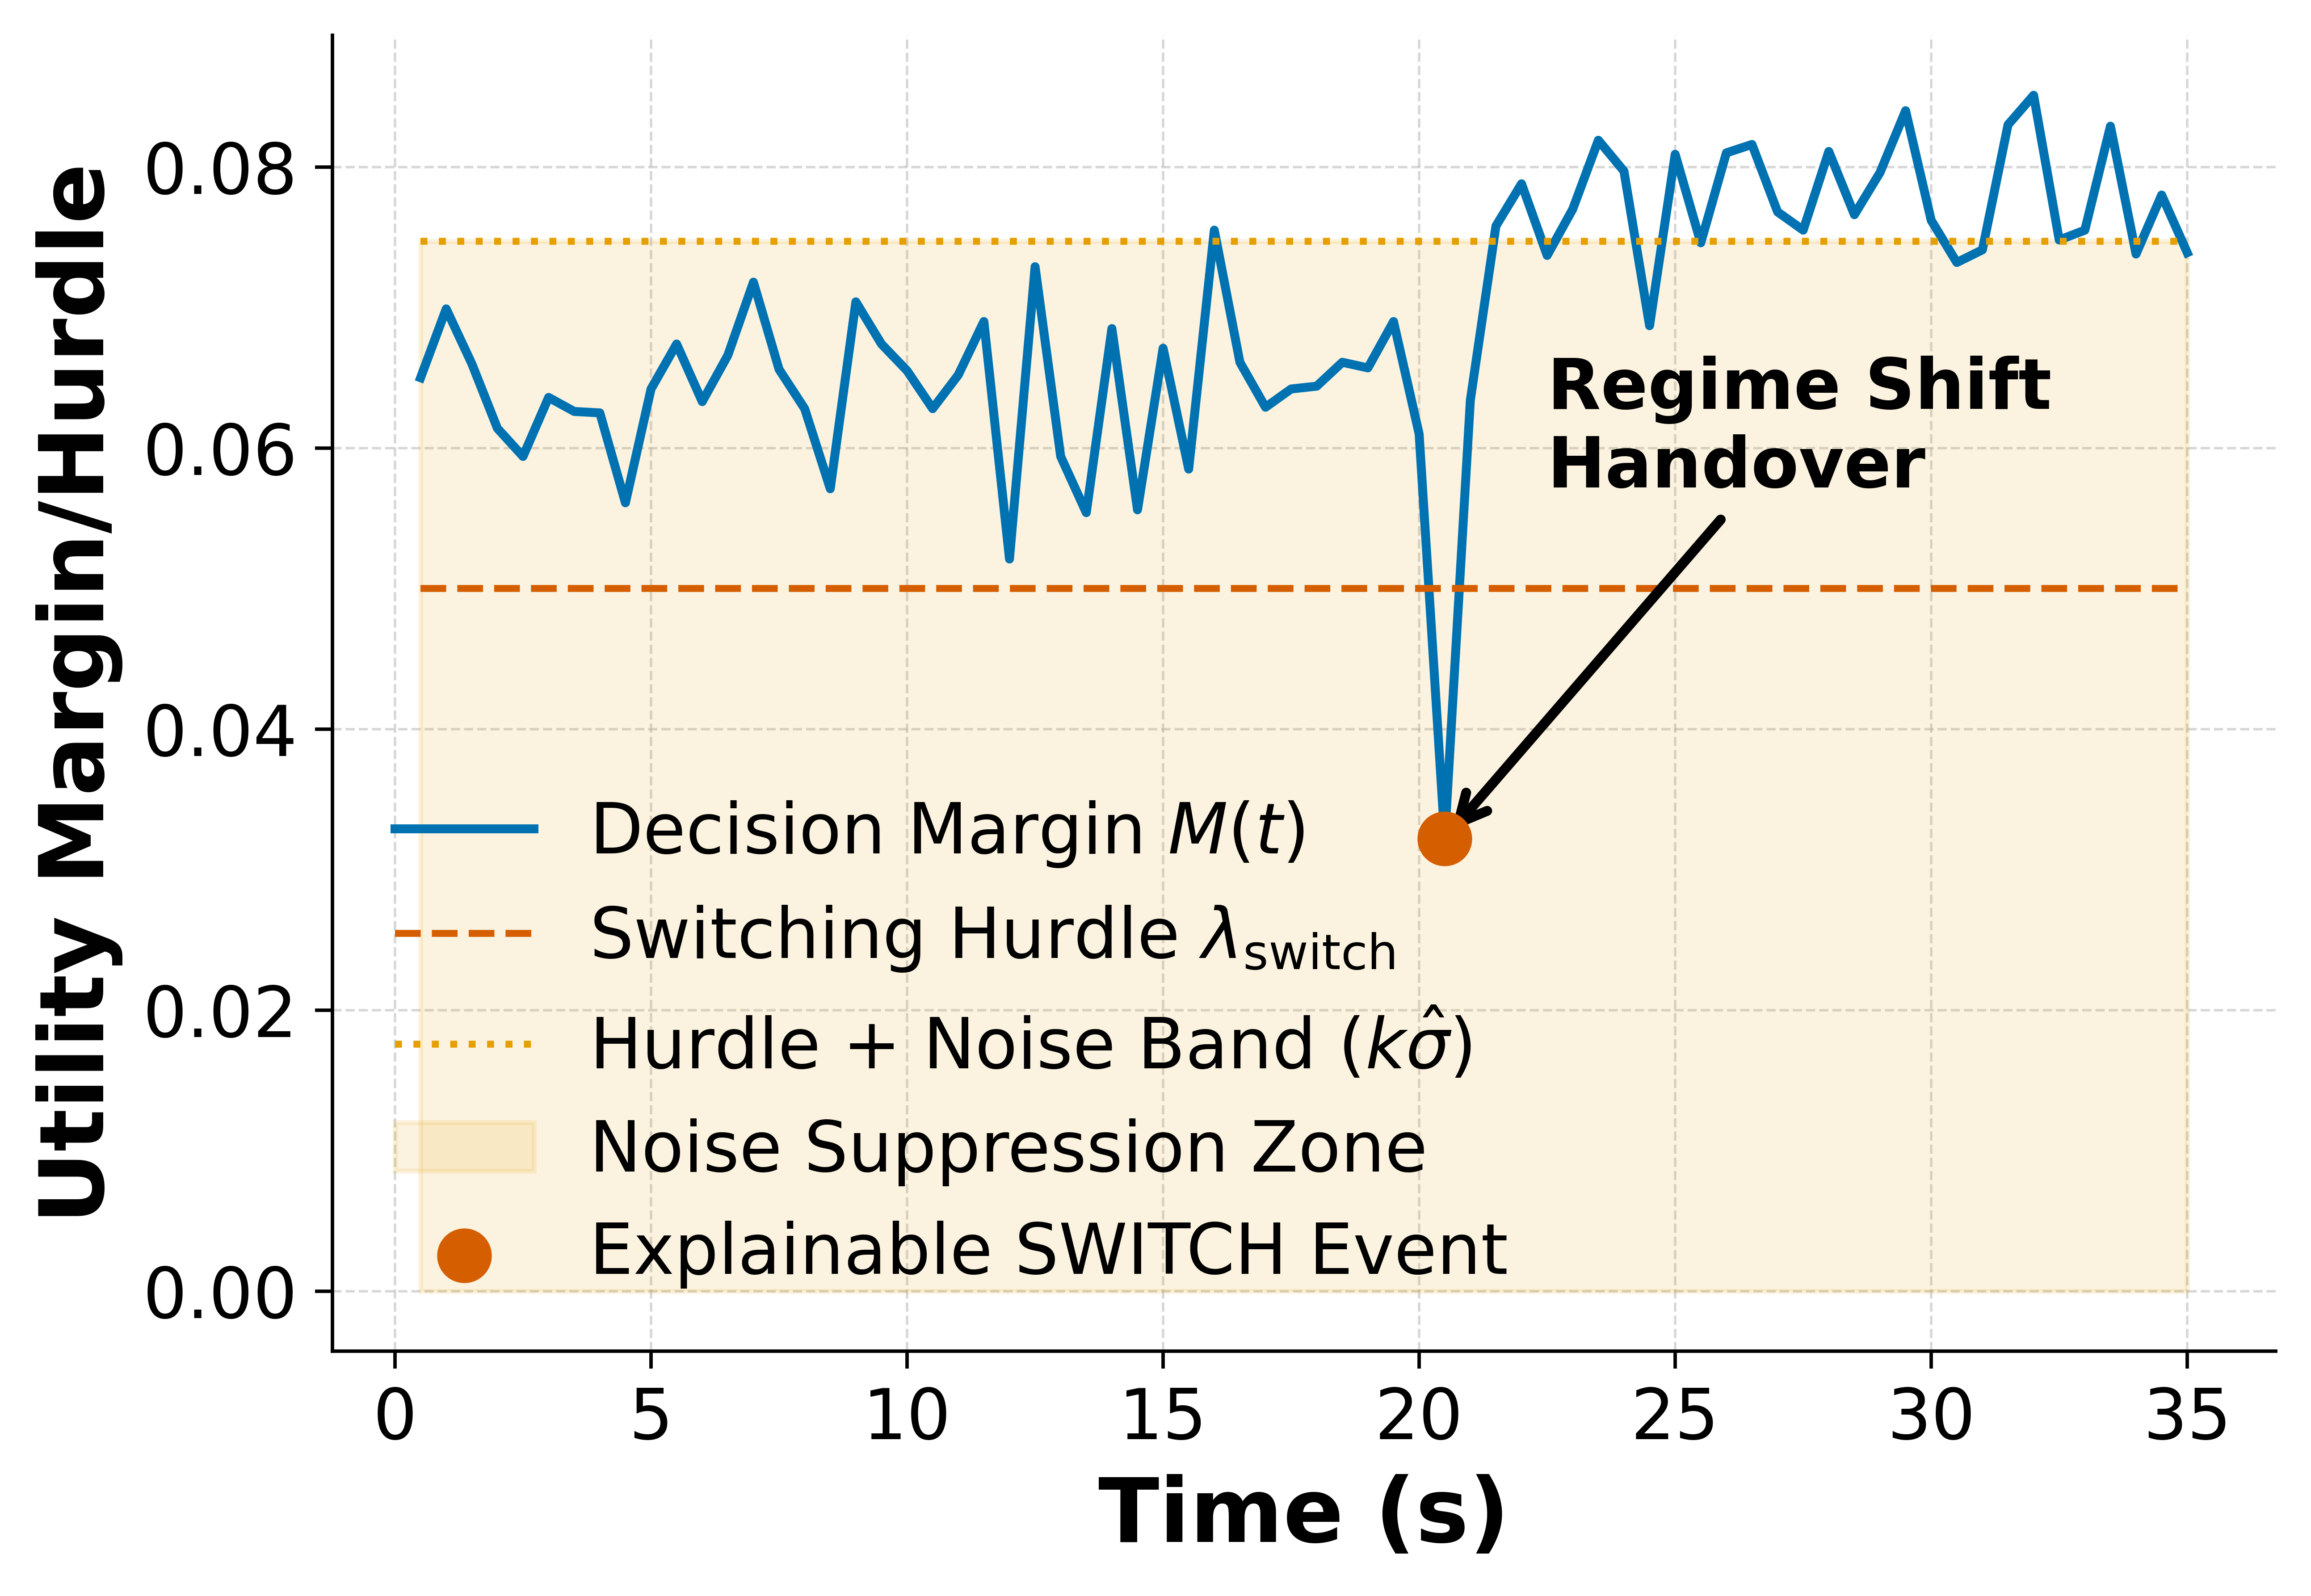 Utility Margin/Hurdle
0.08
0.06
0.04
0.02
0.00
Regime Shift
Handover
Decision Margin M(t)
Switching Hurdle λ_switch
Hurdle + Noise Band (kσ̂)
Noise Suppression Zone
Explainable SWITCH Event
0 5 10 15 20 25 30 35
Time (s)